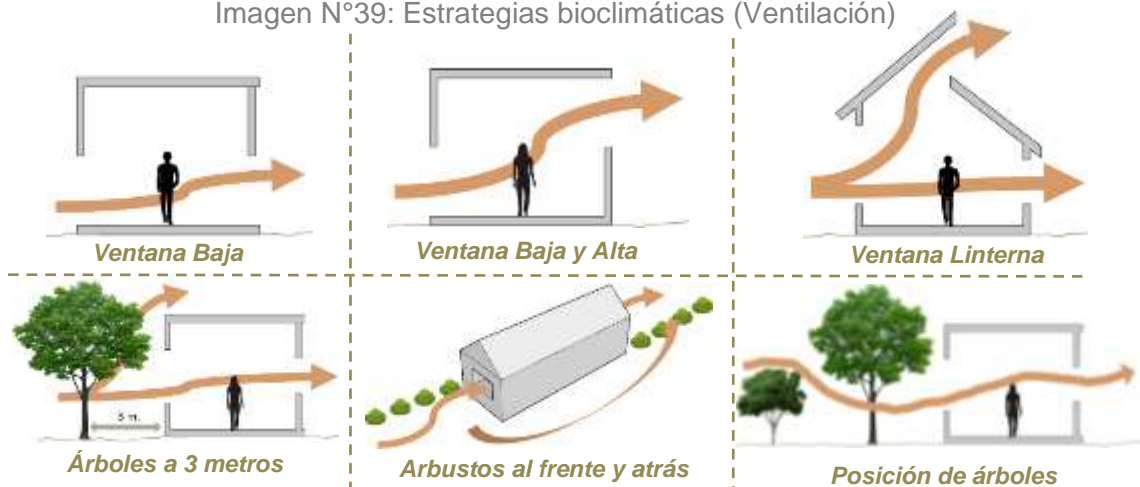 Imagen N°39: Estrategias bioclimáticas (Ventilación)
Ventana Baja
Ventana Baja y Alta
Ventana Linterna
m.
Árboles a 3 metros
Arbustos al frente y atrás
Posición de árboles